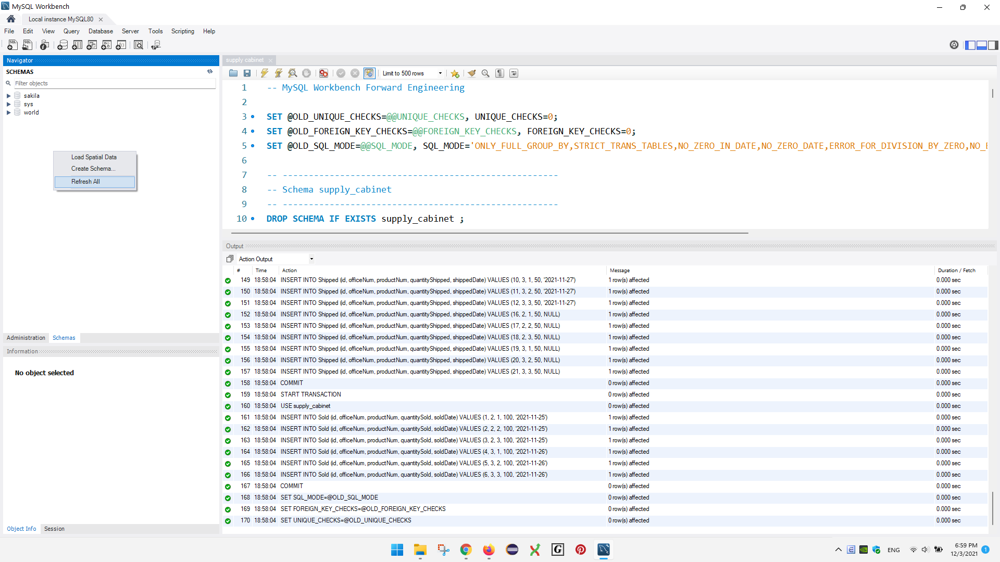 MySQL Workbench
Local instance MySQL80
File Edit View Query Database Server Tools Scripting Help
Navigator
SCHEMAS
Filter objects
sakila
sys
world
Load Spatial Data
Create Schema...
Refresh All
Administration Schemas
Information
No object selected
Object Info Session
supply cabinet
Limit to 500 rows
1 -- MySQL Workbench Forward Engineering
2
3 SET @OLD_UNIQUE_CHECKS=@@UNIQUE_CHECKS, UNIQUE_CHECKS=0;
4 SET @OLD_FOREIGN_KEY_CHECKS=@@FOREIGN_KEY_CHECKS, FOREIGN_KEY_CHECKS=0;
5 SET @OLD_SQL_MODE=@@SQL_MODE, SQL_MODE='ONLY_FULL_GROUP_BY,STRICT_TRANS_TABLES,NO_ZERO_IN_DATE,NO_ZERO_DATE,ERROR_FOR_DIVISION_BY_ZERO,NO_E
6
7 -- -----------------------------------------------------
8 -- Schema supply_cabinet
9 -- -----------------------------------------------------
10 DROP SCHEMA IF EXISTS supply_cabinet ;
Output
Action Output
# Time Action Message Duration / Fetch
149 18:58:04 INSERT INTO Shipped (id, officeNum, productNum, quantityShipped, shippedDate) VALUES (10, 3, 1, 50, '2021-11-27') 1 row(s) affected 0.000 sec
150 18:58:04 INSERT INTO Shipped (id, officeNum, productNum, quantityShipped, shippedDate) VALUES (11, 3, 2, 50, '2021-11-27') 1 row(s) affected 0.000 sec
151 18:58:04 INSERT INTO Shipped (id, officeNum, productNum, quantityShipped, shippedDate) VALUES (12, 3, 3, 50, '2021-11-27') 1 row(s) affected 0.000 sec
152 18:58:04 INSERT INTO Shipped (id, officeNum, productNum, quantityShipped, shippedDate) VALUES (16, 2, 1, 50, NULL) 1 row(s) affected 0.000 sec
153 18:58:04 INSERT INTO Shipped (id, officeNum, productNum, quantityShipped, shippedDate) VALUES (17, 2, 2, 50, NULL) 1 row(s) affected 0.000 sec
154 18:58:04 INSERT INTO Shipped (id, officeNum, productNum, quantityShipped, shippedDate) VALUES (18, 2, 3, 50, NULL) 1 row(s) affected 0.000 sec
155 18:58:04 INSERT INTO Shipped (id, officeNum, productNum, quantityShipped, shippedDate) VALUES (19, 3, 1, 50, NULL) 1 row(s) affected 0.000 sec
156 18:58:04 INSERT INTO Shipped (id, officeNum, productNum, quantityShipped, shippedDate) VALUES (20, 3, 2, 50, NULL) 1 row(s) affected 0.000 sec
157 18:58:04 INSERT INTO Shipped (id, officeNum, productNum, quantityShipped, shippedDate) VALUES (21, 3, 3, 50, NULL) 1 row(s) affected 0.000 sec
158 18:58:04 COMMIT 0 row(s) affected 0.000 sec
159 18:58:04 START TRANSACTION 0 row(s) affected 0.000 sec
160 18:58:04 USE supply_cabinet 0 row(s) affected 0.000 sec
161 18:58:04 INSERT INTO Sold (id, officeNum, productNum, quantitySold, soldDate) VALUES (1, 2, 1, 100, '2021-11-25') 1 row(s) affected 0.000 sec
162 18:58:04 INSERT INTO Sold (id, officeNum, productNum, quantitySold, soldDate) VALUES (2, 2, 2, 100, '2021-11-25') 1 row(s) affected 0.000 sec
163 18:58:04 INSERT INTO Sold (id, officeNum, productNum, quantitySold, soldDate) VALUES (3, 2, 3, 100, '2021-11-25') 1 row(s) affected 0.000 sec
164 18:58:04 INSERT INTO Sold (id, officeNum, productNum, quantitySold, soldDate) VALUES (4, 3, 1, 100, '2021-11-26') 1 row(s) affected 0.000 sec
165 18:58:04 INSERT INTO Sold (id, officeNum, productNum, quantitySold, soldDate) VALUES (5, 3, 2, 100, '2021-11-26') 1 row(s) affected 0.000 sec
166 18:58:04 INSERT INTO Sold (id, officeNum, productNum, quantitySold, soldDate) VALUES (6, 3, 3, 100, '2021-11-26') 1 row(s) affected 0.000 sec
167 18:58:04 COMMIT 0 row(s) affected 0.000 sec
168 18:58:04 SET SQL_MODE=@OLD_SQL_MODE 0 row(s) affected 0.000 sec
169 18:58:04 SET FOREIGN_KEY_CHECKS=@OLD_FOREIGN_KEY_CHECKS 0 row(s) affected 0.000 sec
170 18:58:04 SET UNIQUE_CHECKS=@OLD_UNIQUE_CHECKS 0 row(s) affected 0.000 sec
G
ENG
6:59 PM
12/3/2021
1